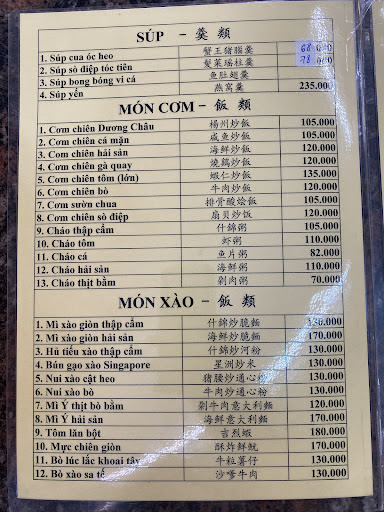 SÚP - 羹 類
1. Súp cua óc heo 蟹王豬腦羹 68.000
2. Súp sò điệp tóc tiên 髮菜瑶柱羹 78.000
3. Súp bong bóng vi cá 魚肚翅羹
4. Súp yến 燕窩羹 235.000
MÓN CƠM - 飯 類
1. Cơm chiên Dương Châu 楊州炒飯 105.000
2. Cơm chiên cá mặn 咸魚炒飯 105.000
3. Cơm chiên hải sản 海鮮炒飯 120.000
4. Cơm chiên gà quay 燒鷄炒飯 120.000
5. Cơm chiên tôm (lớn) 蝦仁炒飯 135.000
6. Cơm chiên bò 牛肉炒飯 120.000
7. Cơm sườn chua 排骨酸燴飯 105.000
8. Cơm chiên sò điệp 扇貝炒饭 120.000
9. Cháo thập cẩm 什錦粥 105.000
10. Cháo tôm 虾粥 110.000
11. Cháo cá 魚片粥 82.000
12. Cháo hải sản 海鮮粥 110.000
13. Cháo thịt bằm 剁肉粥 70.000
MÓN XÀO - 飯 類
1. Mì xào giòn thập cẩm 什錦炒脆麵
2. Mì xào giòn hải sản 海鮮炒脆麵 170.000
3. Hủ tiếu xào thập cẩm 什錦炒河粉 130.000
4. Bún gạo xào Singapore 星洲炒米 130.000
5. Nui xào cật heo 豬腰炒通心粉 130.000
6. Nui xào bò 牛肉炒通心粉 130.000
7. Mì Ý thịt bò bằm 剁牛肉意大利麵 120.000
8. Mì Ý hải sản 海鮮意大利麵 170.000
9. Tôm lăn bột 吉烈蝦 180.000
10. Mực chiên giòn 酥炸鮮魷 170.000
11. Bò lúc lắc khoai tây 牛粒薯仔 130.000
12. Bò xào sa tế 沙嗲牛肉 130.000